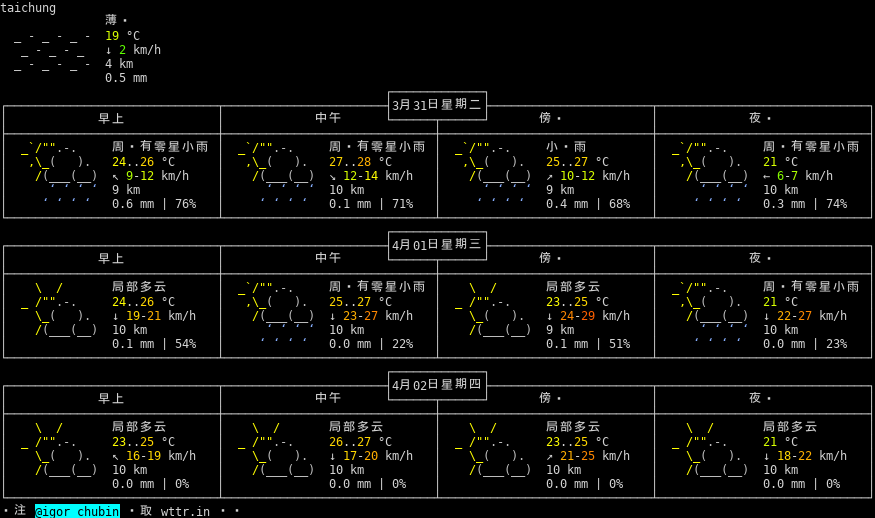 taichung
薄・
19 °C
↓ 2 km/h
4 km
0.5 mm
3月31日星期二
早上 中午 傍・ 夜・
周・有零星小雨 周・有零星小雨 小・雨 周・有零星小雨
24..26 °C 27..28 °C 25..27 °C 21 °C
↖ 9-12 km/h ↘ 12-14 km/h ↗ 10-12 km/h ← 6-7 km/h
9 km 10 km 9 km 10 km
0.6 mm | 76% 0.1 mm | 71% 0.4 mm | 68% 0.3 mm | 74%
4月01日星期三
早上 中午 傍・ 夜・
局部多云 周・有零星小雨 局部多云 周・有零星小雨
24..26 °C 25..27 °C 23..25 °C 21 °C
↓ 19-21 km/h ↓ 23-27 km/h ↓ 24-29 km/h ↓ 22-27 km/h
10 km 10 km 9 km 10 km
0.1 mm | 54% 0.0 mm | 22% 0.1 mm | 51% 0.0 mm | 23%
4月02日星期四
早上 中午 傍・ 夜・
局部多云 局部多云 局部多云 局部多云
23..25 °C 26..27 °C 23..25 °C 21 °C
↖ 16-19 km/h ↓ 17-20 km/h ↗ 21-25 km/h ↓ 18-22 km/h
10 km 10 km 10 km 10 km
0.0 mm | 0% 0.0 mm | 0% 0.0 mm | 0% 0.0 mm | 0%
・注 @igor_chubin ・取 wttr.in ・・